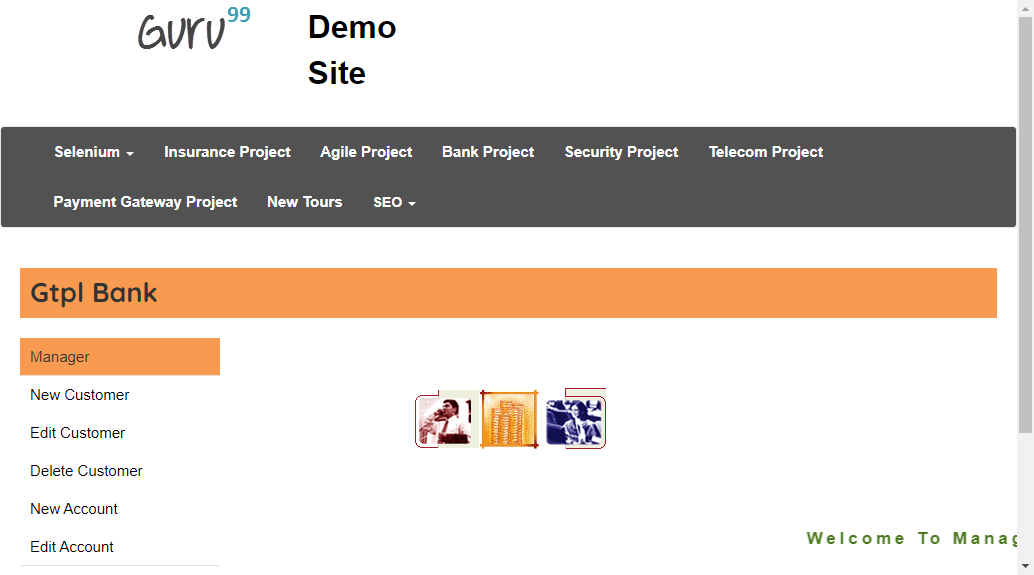 Guru99
Demo
Site
Selenium Insurance Project Agile Project Bank Project Security Project Telecom Project
Payment Gateway Project New Tours SEO
Gtpl Bank
Manager
New Customer
Edit Customer
Delete Customer
New Account
Edit Account
Welcome To Manag